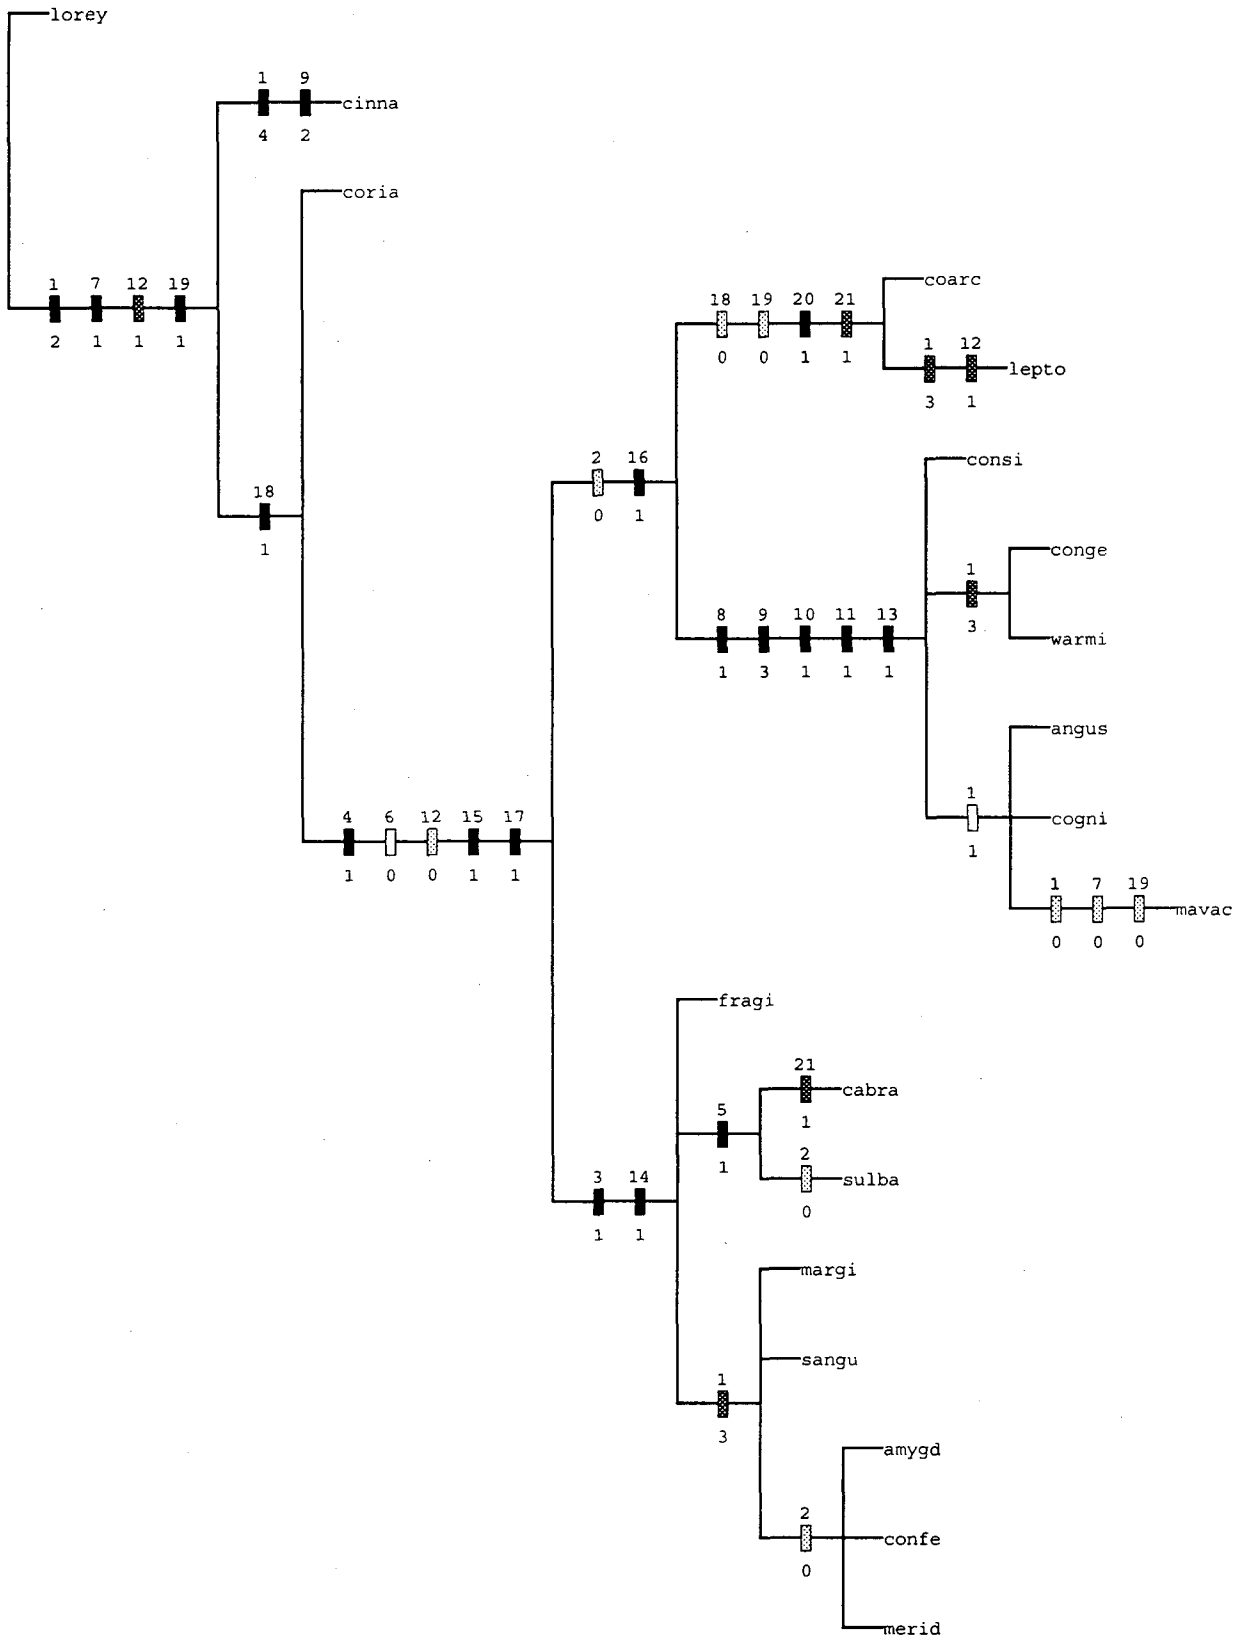 lorey
1 9
cinna
4 2
coria
1 7 12 19
2 1 1 1
coarc
18 19 20 21
0 0 1 1
1 12
lepto
3 1
2 16
0 1
consi
18
1
conge
1
3
warmi
8 9 10 11 13
1 3 1 1 1
angus
1
cogni
1
4 6 12 15 17
1 0 0 1 1
1 7 19
mavac
0 0 0
fragi
21
cabra
1
5
1
2
sulba
0
3 14
1 1
margi
sangu
1
3
amygd
2
confe
0
merid